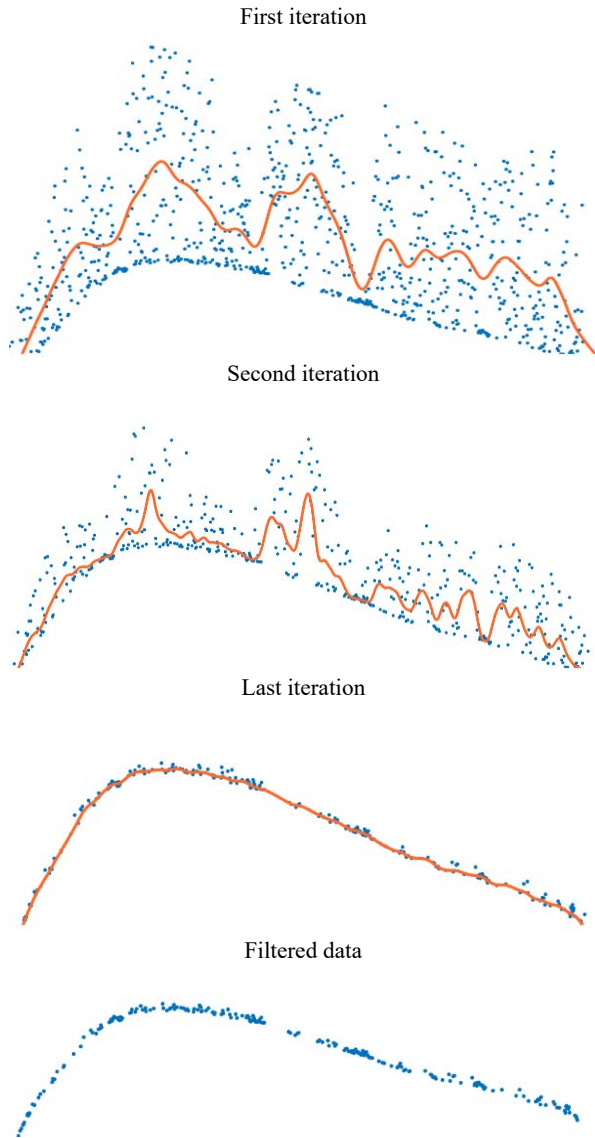 First iteration
Second iteration
Last iteration
Filtered data